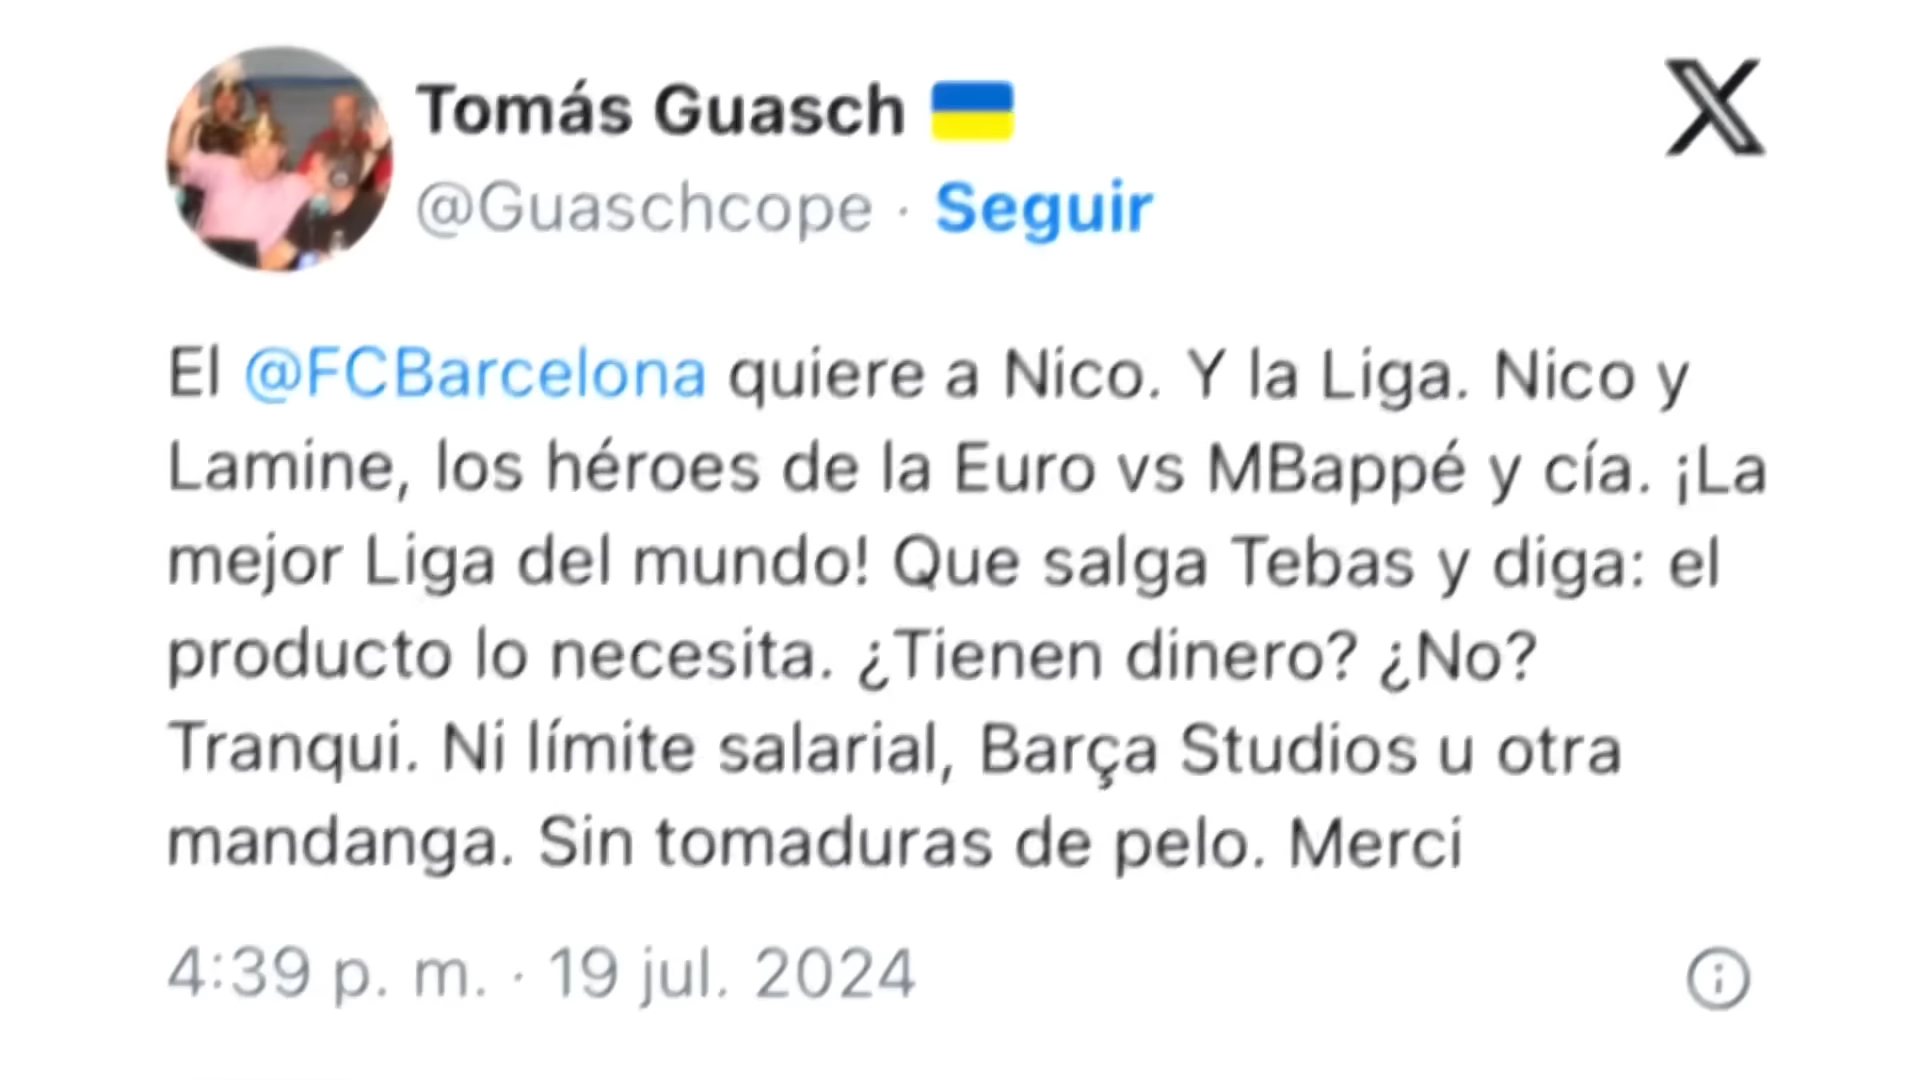 Tomás Guasch 🇺🇦
@Guaschcope · Seguir
El @FCBarcelona quiere a Nico. Y la Liga. Nico y
Lamine, los héroes de la Euro vs MBappé y cía. ¡La
mejor Liga del mundo! Que salga Tebas y diga: el
producto lo necesita. ¿Tienen dinero? ¿No?
Tranqui. Ni límite salarial, Barça Studios u otra
mandanga. Sin tomaduras de pelo. Merci
4:39 p. m. · 19 jul. 2024